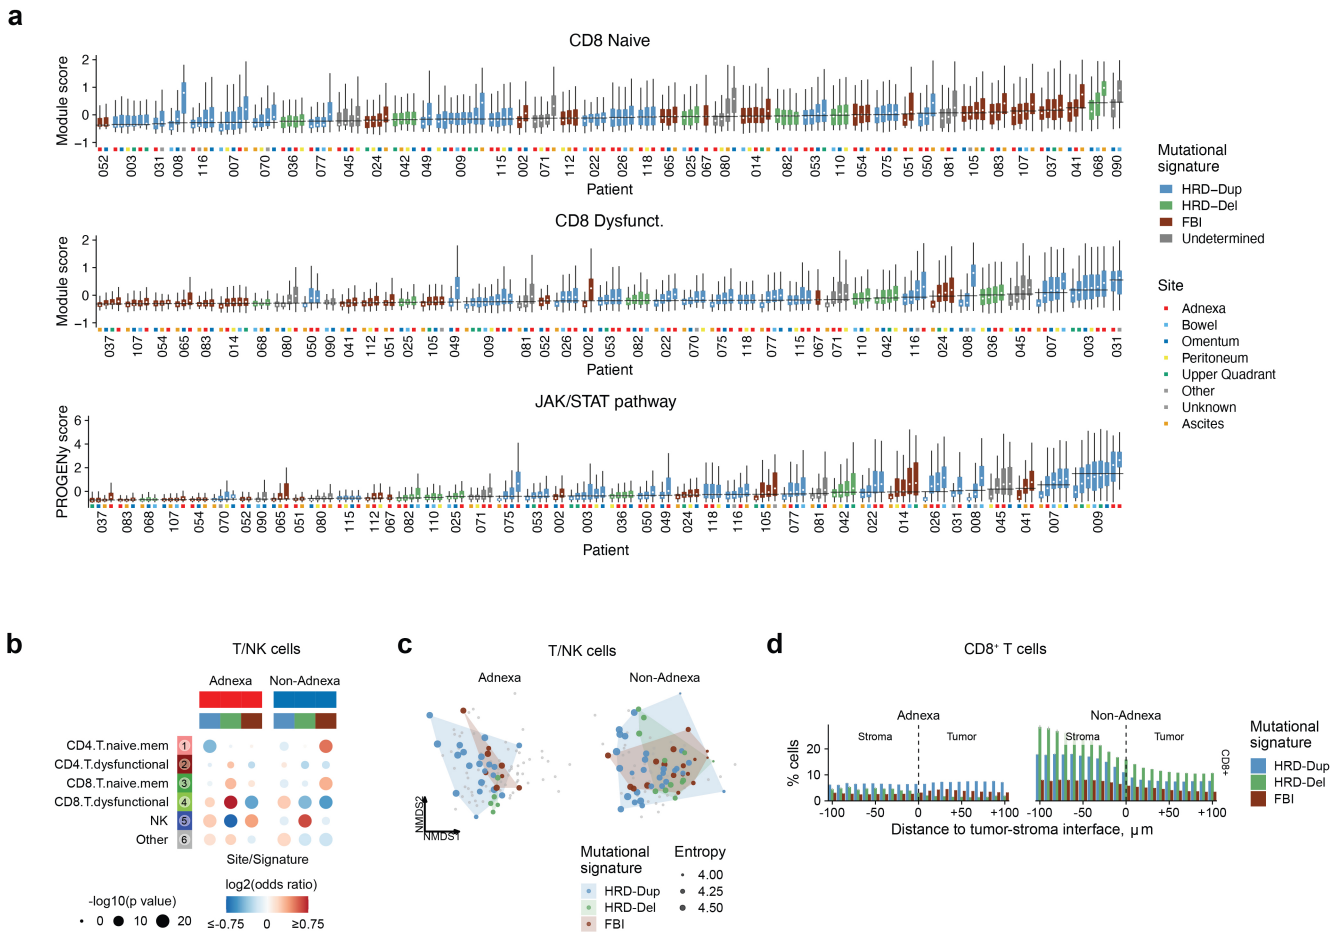 a
CD8 Naive
Module score
2
1
0
−1
052 003 031 008 116 007 070 036 077 045 024 042 049 009 115 002 071 112 022 026 118 065 025 067 080 014 082 053 110 054 075 051 050 081 105 083 107 037 041 068 090
Patient
CD8 Dysfunct.
Module score
2
1
0
−1
037 107 054 065 083 014 068 080 050 090 041 112 051 025 105 049 009 081 052 026 002 053 082 022 070 075 118 077 115 067 071 110 042 116 024 008 036 045 007 003 031
Patient
JAK/STAT pathway
PROGENy score
6
4
2
0
037 083 068 107 054 070 052 090 065 051 080 115 112 067 082 110 025 071 075 053 002 003 036 050 049 024 118 116 105 077 081 042 022 014 026 031 008 045 041 007 009
Patient
Mutational
signature
HRD−Dup
HRD−Del
FBI
Undetermined
Site
Adnexa
Bowel
Omentum
Peritoneum
Upper Quadrant
Other
Unknown
Ascites
b
T/NK cells
Adnexa Non-Adnexa
CD4.T.naive.mem 1
CD4.T.dysfunctional 2
CD8.T.naive.mem 3
CD8.T.dysfunctional 4
NK 5
Other 6
Site/Signature
log2(odds ratio)
≤-0.75 0 ≥0.75
-log10(p value)
0 10 20
c
T/NK cells
Adnexa Non-Adnexa
NMDS2
NMDS1
Mutational
signature
HRD-Dup
HRD-Del
FBI
Entropy
4.00
4.25
4.50
d
CD8⁺ T cells
Adnexa Non-Adnexa
Stroma Tumor Stroma Tumor
% cells
20
10
0
CD8+
-100 -50 0 +50 +100 -100 -50 0 +50 +100
Distance to tumor-stroma interface, μm
Mutational
signature
HRD-Dup
HRD-Del
FBI